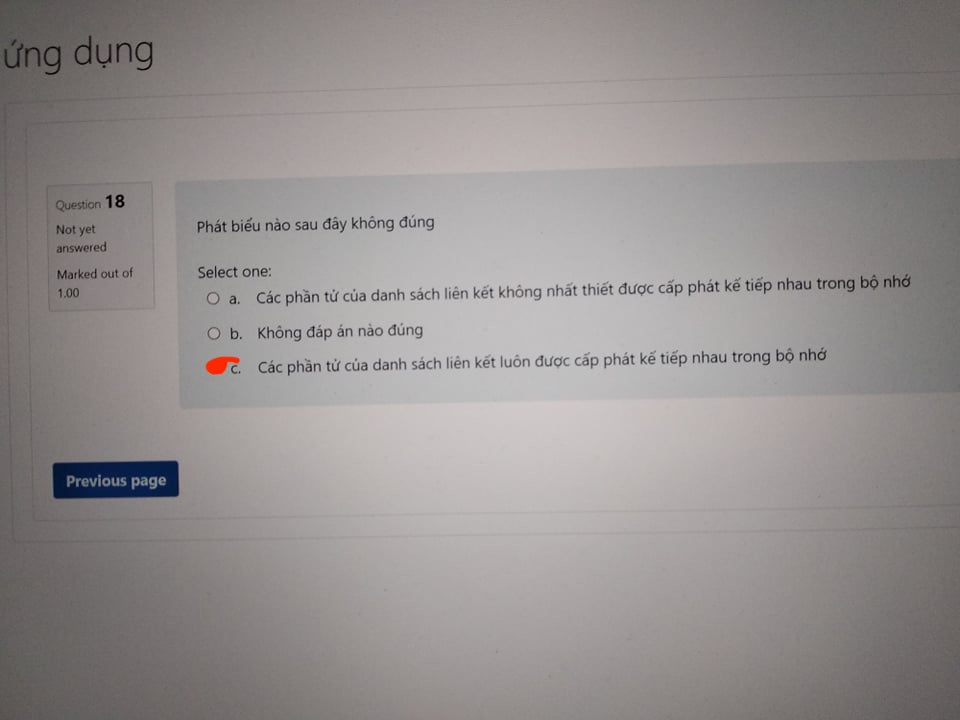 ứng dụng
Question 18
Not yet
answered
Marked out of
1.00
Phát biểu nào sau đây không đúng
Select one:
a. Các phần tử của danh sách liên kết không nhất thiết được cấp phát kế tiếp nhau trong bộ nhớ
b. Không đáp án nào đúng
c. Các phần tử của danh sách liên kết luôn được cấp phát kế tiếp nhau trong bộ nhớ
Previous page